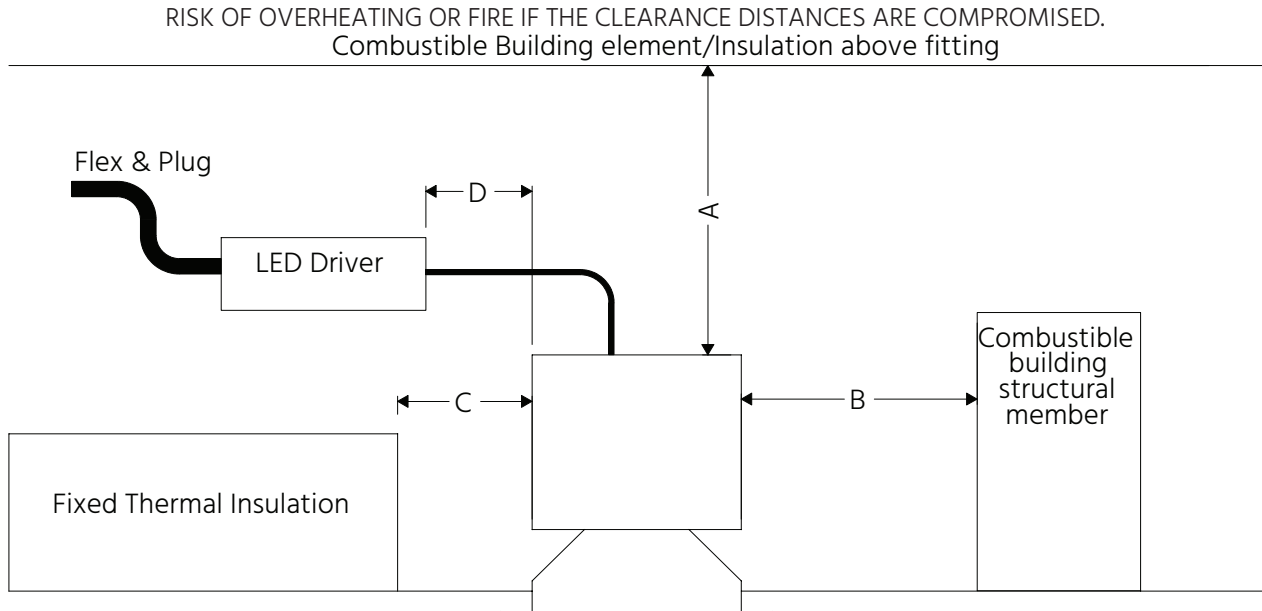 RISK OF OVERHEATING OR FIRE IF THE CLEARANCE DISTANCES ARE COMPROMISED.
Combustible Building element/Insulation above fitting
Flex & Plug
D
A
LED Driver
Combustible
building
structural
member
C
B
Fixed Thermal Insulation